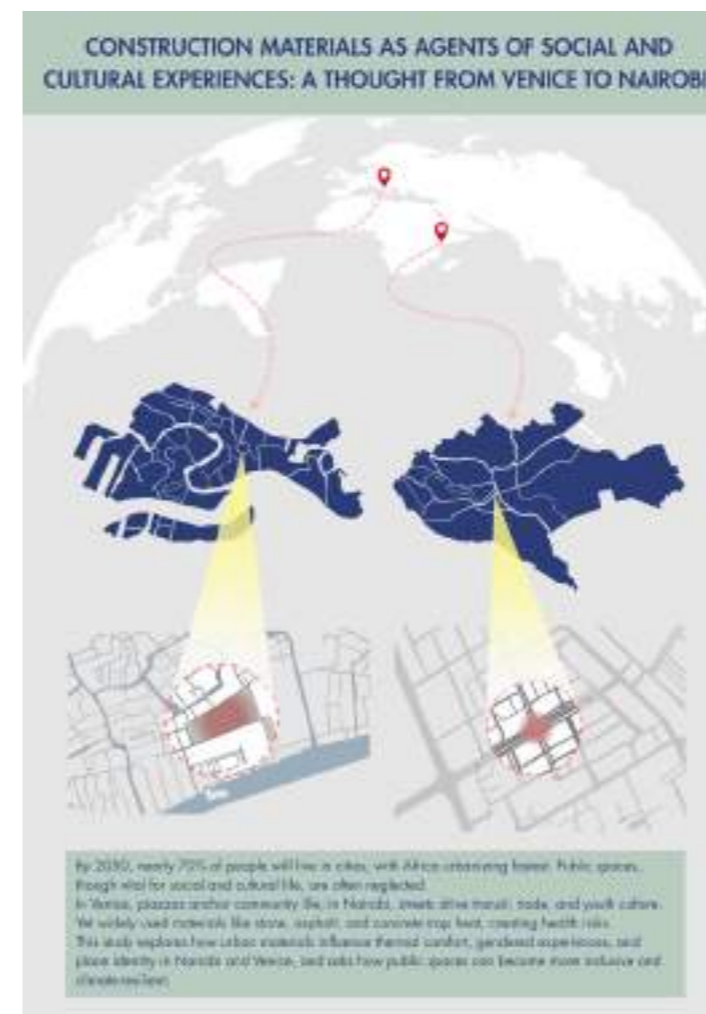 CONSTRUCTION MATERIALS AS AGENTS OF SOCIAL AND
CULTURAL EXPERIENCES: A THOUGHT FROM VENICE TO NAIROBI
By 2050, nearly 70% of people will live in cities, with Africa urbanizing fastest. Public spaces,
though vital for social and cultural life, are often neglected.
In Venice, piazzas anchor community life, in Nairobi, streets drive transit, trade, and youth culture.
Yet widely used materials like stone, asphalt, and concrete trap heat, creating health risks.
This study explores how urban materials influence thermal comfort, gendered experiences, and
place identity in Nairobi and Venice, and asks how public spaces can become more inclusive and
climate-resilient.